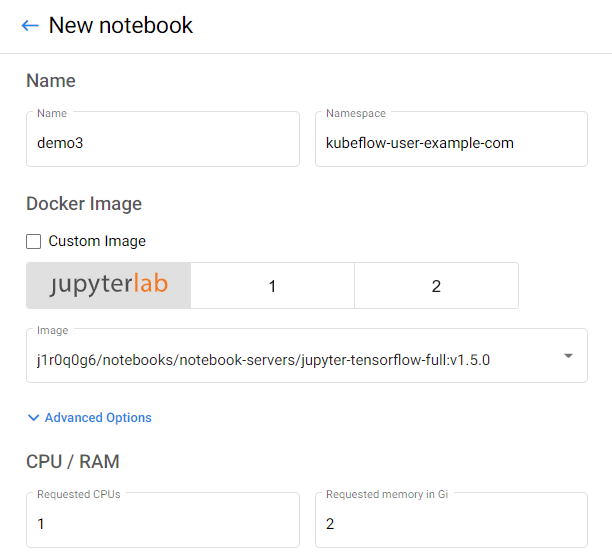 ← New notebook
Name
Name
demo3
Namespace
kubeflow-user-example-com
Docker Image
Custom Image
jupyterlab
1
2
Image
j1r0q0g6/notebooks/notebook-servers/jupyter-tensorflow-full:v1.5.0
Advanced Options
CPU / RAM
Requested CPUs
1
Requested memory in Gi
2